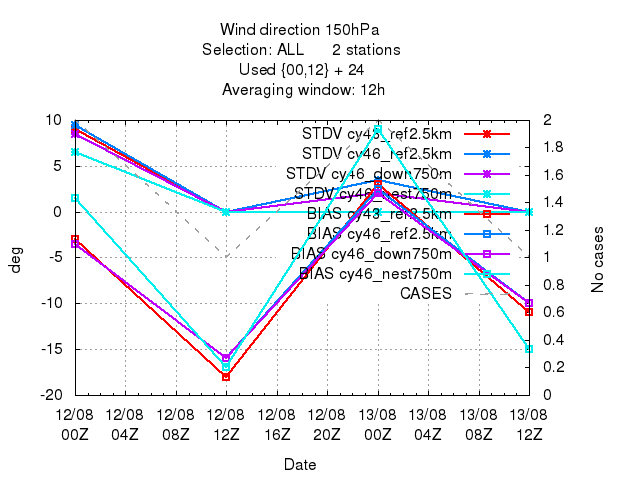 Wind direction 150hPa
Selection: ALL 2 stations
Used {00,12} + 24
Averaging window: 12h
10
5
0
-5
-10
-15
-20
deg
2
1.8
1.6
1.4
1.2
1
0.8
0.6
0.4
0.2
0
No cases
STDV cy43_ref2.5km
STDV cy46_ref2.5km
STDV cy46_down750m
STDV cy46_nest750m
BIAS cy43_ref2.5km
BIAS cy46_ref2.5km
BIAS cy46_down750m
BIAS cy46_nest750m
CASES
12/08 12/08 12/08 12/08 12/08 12/08 13/08 13/08 13/08 13/08
00Z 04Z 08Z 12Z 16Z 20Z 00Z 04Z 08Z 12Z
Date